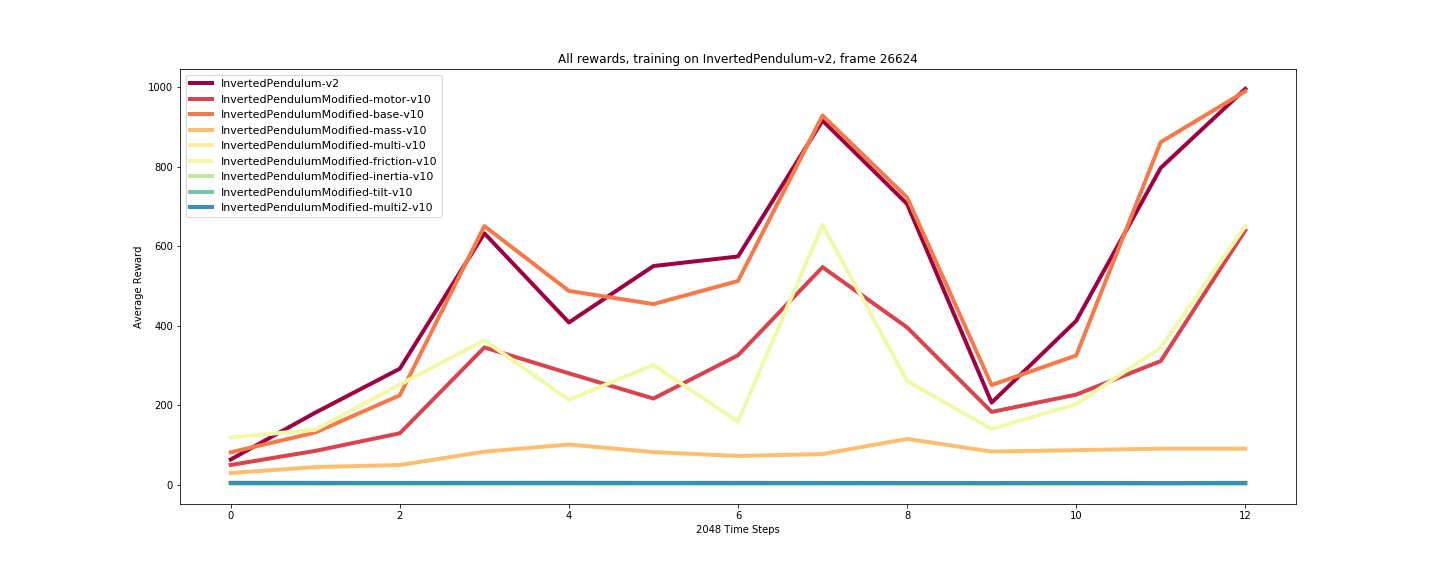 All rewards, training on InvertedPendulum-v2, frame 26624
InvertedPendulum-v2
InvertedPendulumModified-motor-v10
InvertedPendulumModified-base-v10
InvertedPendulumModified-mass-v10
InvertedPendulumModified-multi-v10
InvertedPendulumModified-friction-v10
InvertedPendulumModified-inertia-v10
InvertedPendulumModified-tilt-v10
InvertedPendulumModified-multi2-v10
1000
800
600
400
200
0
Average Reward
0 2 4 6 8 10 12
2048 Time Steps